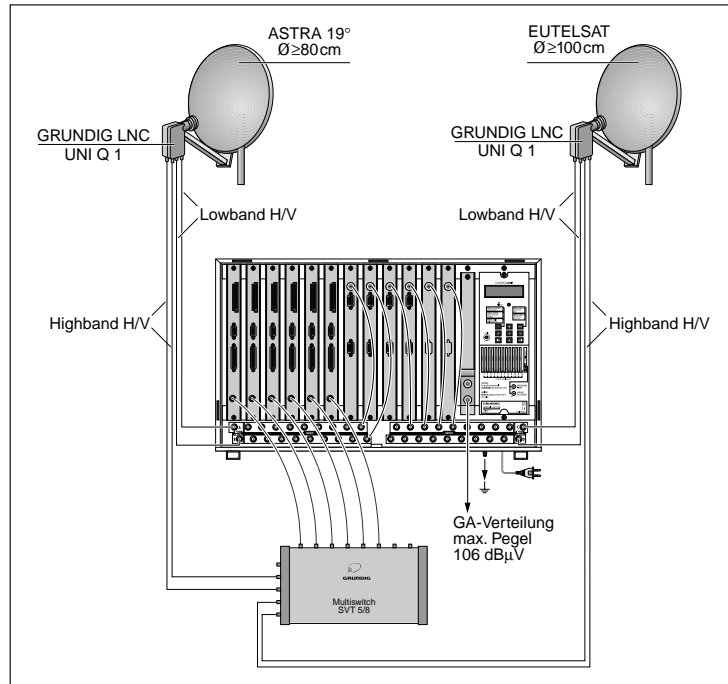 ASTRA 19°
Ø≥80cm
EUTELSAT
Ø≥100cm
GRUNDIG LNC
UNI Q 1
GRUNDIG LNC
UNI Q 1
Lowband H/V
Lowband H/V
Highband H/V
Highband H/V
GRUNDIG
GA-Verteilung
max. Pegel
106 dBµV
GRUNDIG
Multiswitch
SVT 5/8